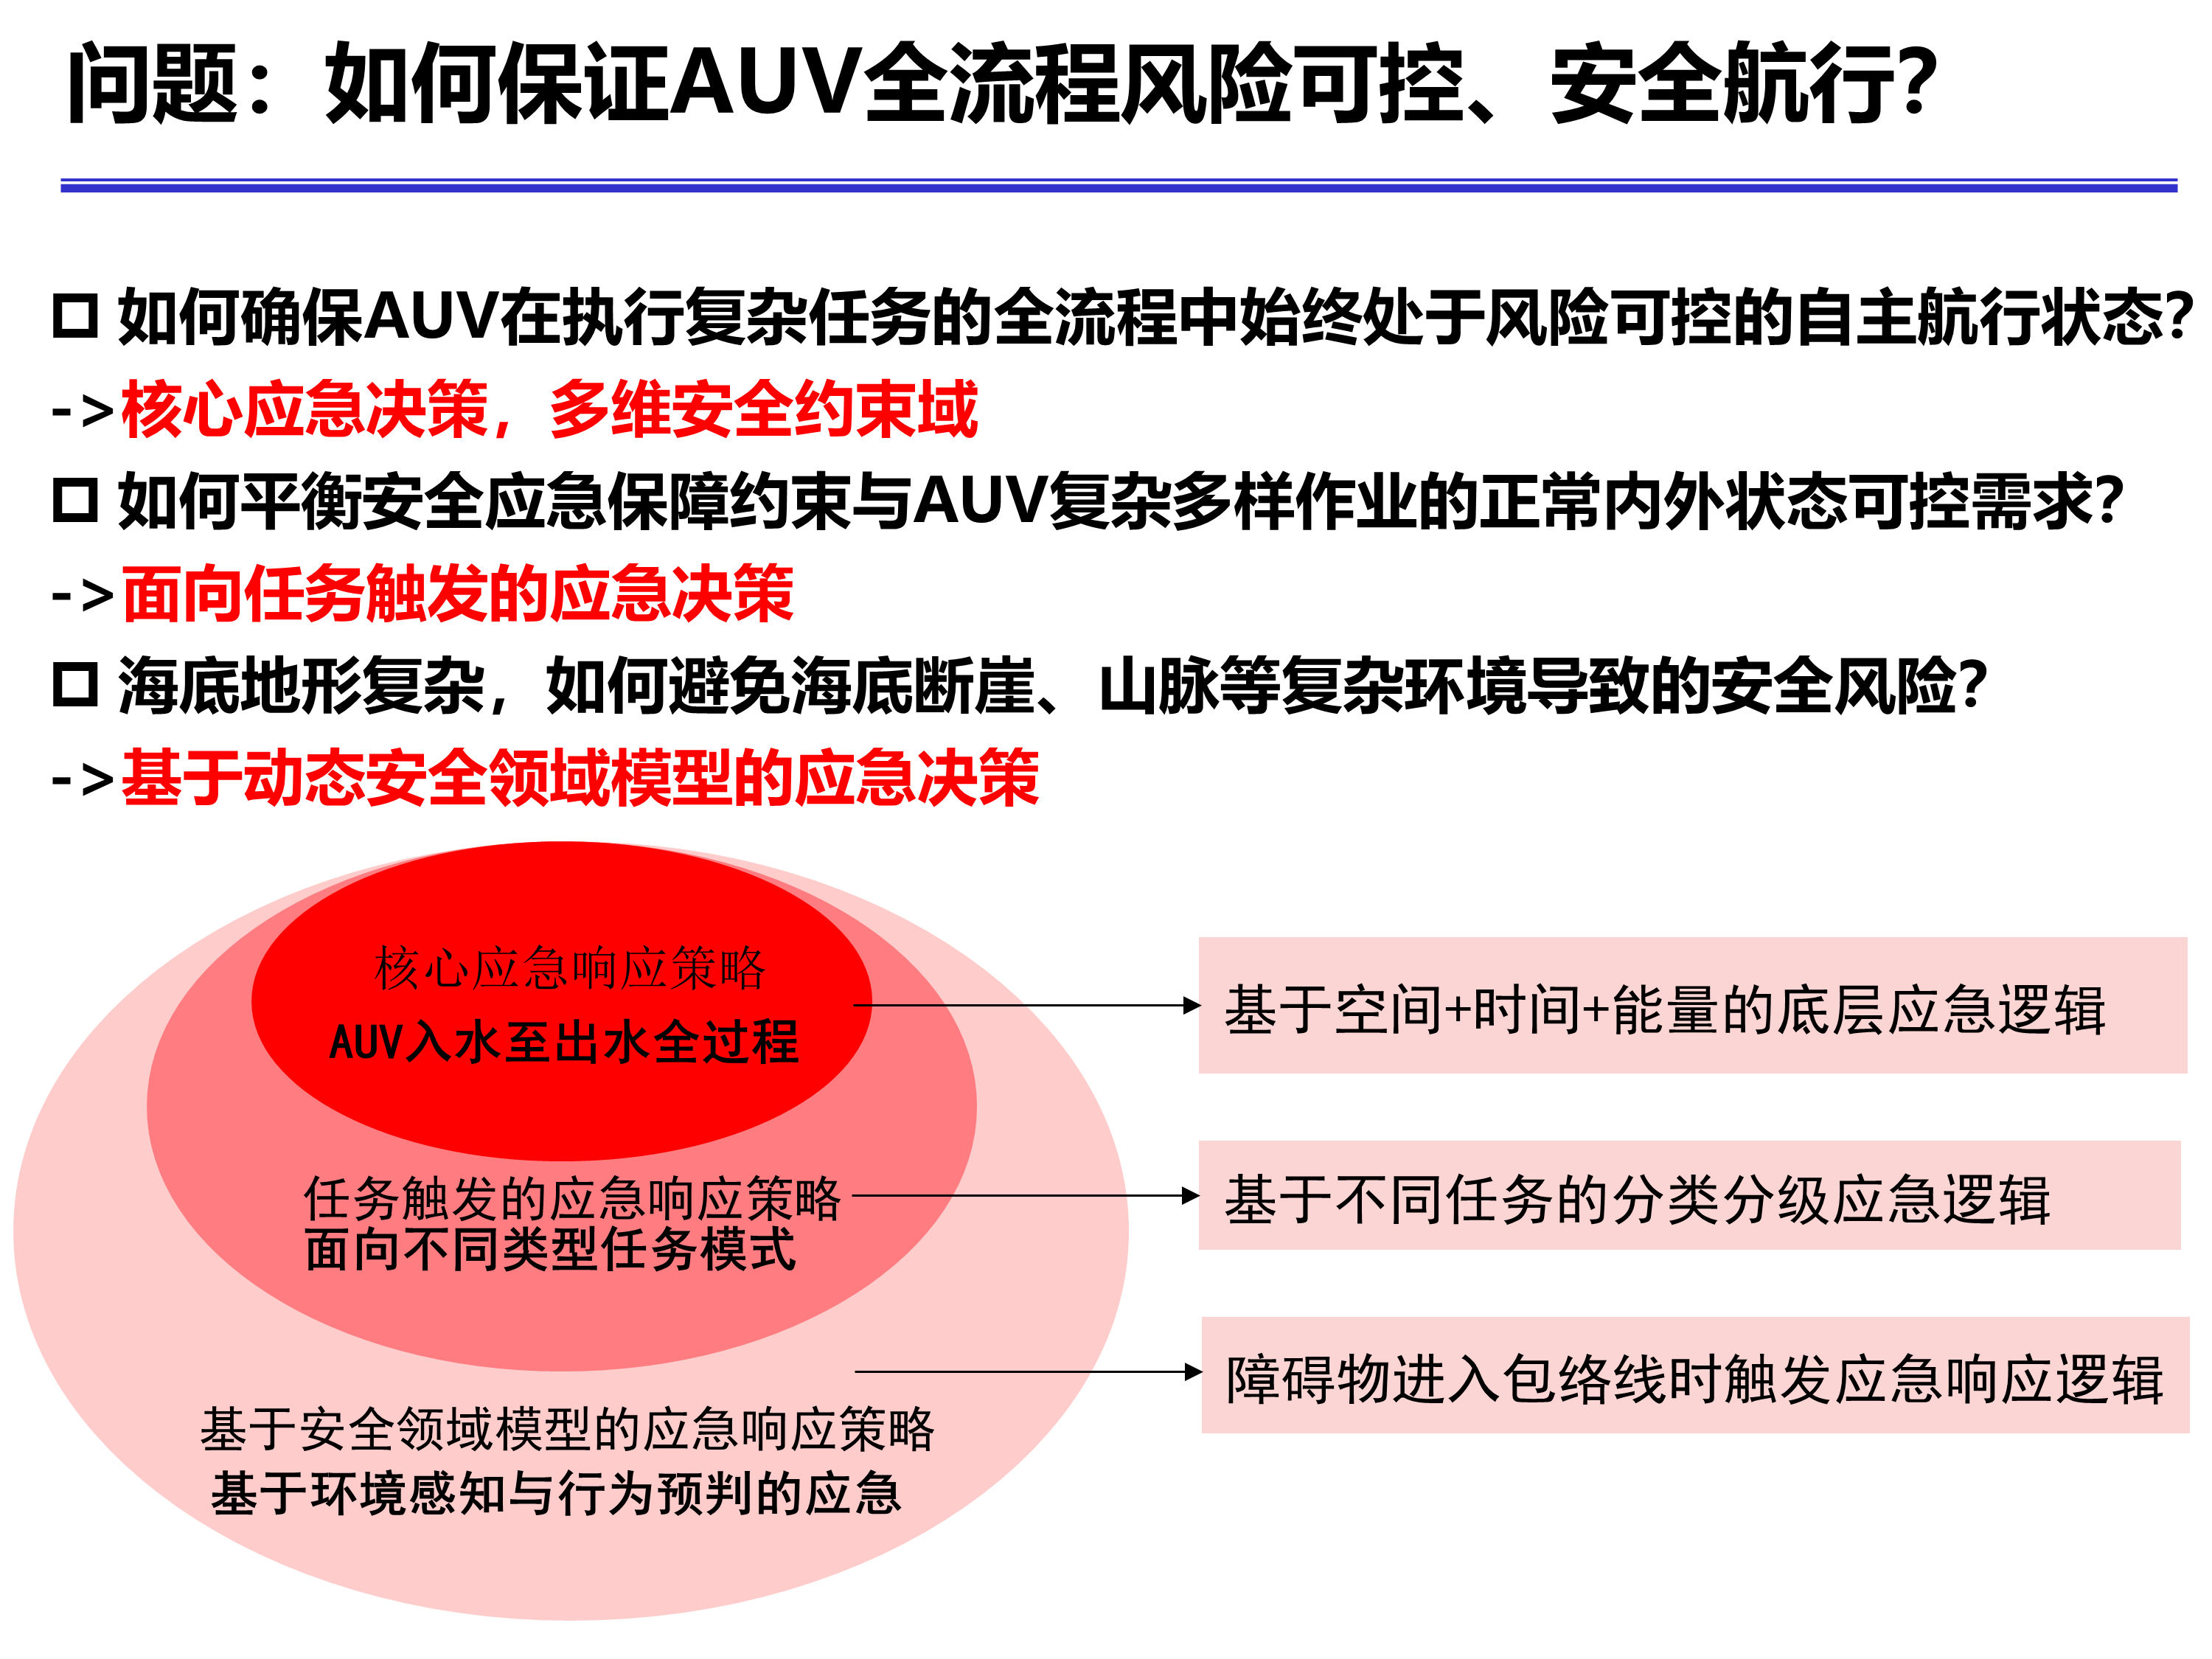 问题：如何保证AUV全流程风险可控、安全航行？
如何确保AUV在执行复杂任务的全流程中始终处于风险可控的自主航行状态？
->核心应急决策，多维安全约束域
如何平衡安全应急保障约束与AUV复杂多样作业的正常内外状态可控需求？
->面向任务触发的应急决策
海底地形复杂，如何避免海底断崖、山脉等复杂环境导致的安全风险？
->基于动态安全领域模型的应急决策
核心应急响应策略
AUV入水至出水全过程
基于空间+时间+能量的底层应急逻辑
任务触发的应急响应策略
面向不同类型任务模式
基于不同任务的分类分级应急逻辑
障碍物进入包络线时触发应急响应逻辑
基于安全领域模型的应急响应策略
基于环境感知与行为预判的应急